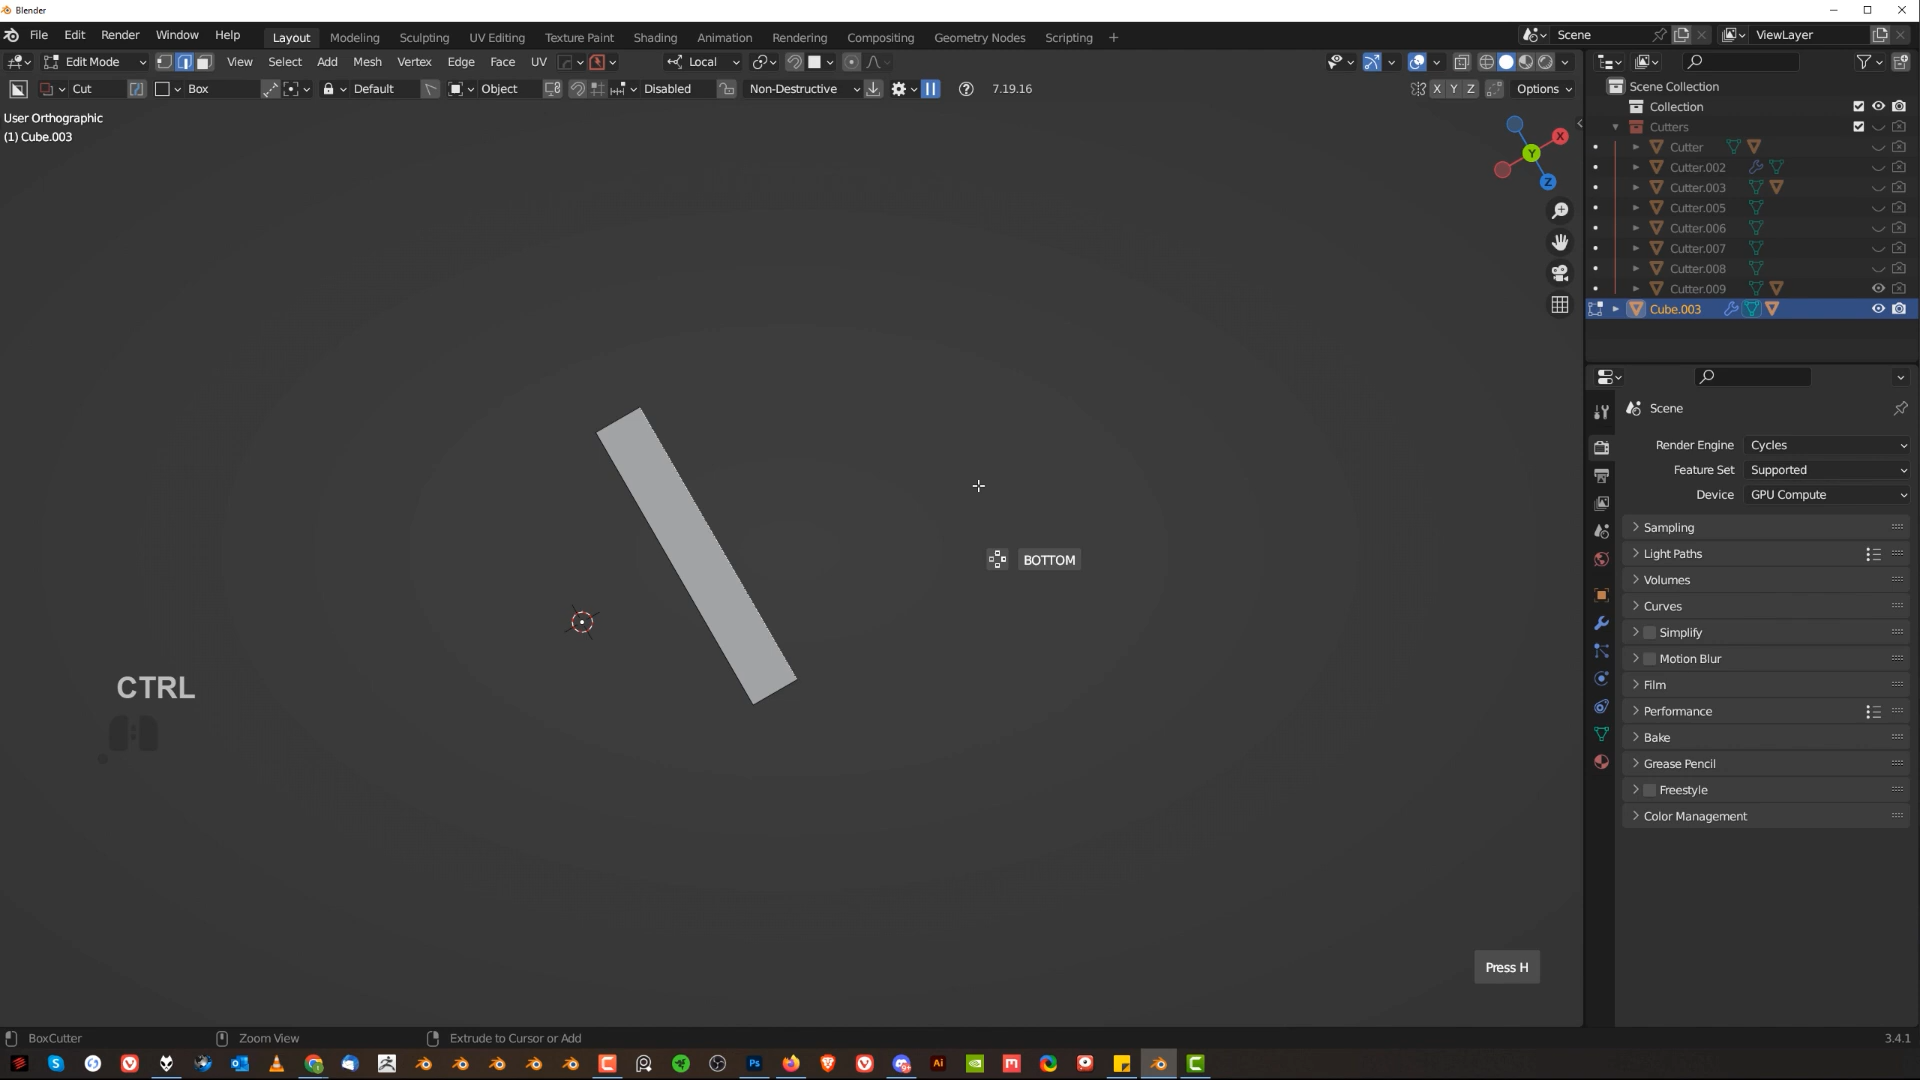 Blender
File Edit Render Window Help Layout Modeling Sculpting UV Editing Texture Paint Shading Animation Rendering Compositing Geometry Nodes Scripting + Scene ViewLayer
Edit Mode View Select Add Mesh Vertex Edge Face UV Local
Cut Box Default Object Disabled Non-Destructive 7.19.16 X Y Z Options
User Orthographic
(1) Cube.003
X
Y
Z
Scene Collection
Collection
Cutters
Cutter
Cutter.002
Cutter.003
Cutter.005
Cutter.006
Cutter.007
Cutter.008
Cutter.009
Cube.003
Scene
Render Engine Cycles
Feature Set Supported
Device GPU Compute
Sampling
Light Paths
Volumes
Curves
Simplify
Motion Blur
Film
Performance
Bake
Grease Pencil
Freestyle
Color Management
BOTTOM
CTRL
Press H
BoxCutter Zoom View Extrude to Cursor or Add 3.4.1